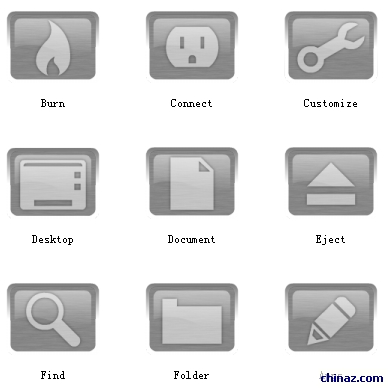 Burn Connect Customize
Desktop Document Eject
Find Folder
chinaz.com